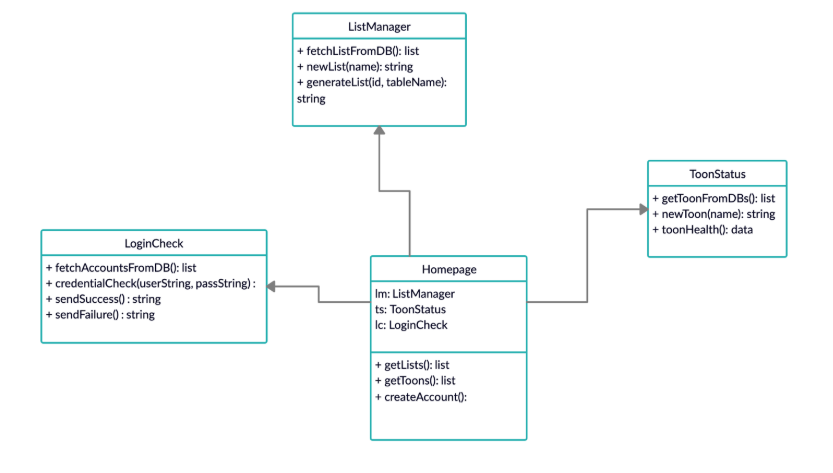 ListManager
+ fetchListFromDB(): list
+ newList(name): string
+ generateList(id, tableName):
string
ToonStatus
+ getToonFromDBs(): list
+ newToon(name): string
+ toonHealth(): data
LoginCheck
+ fetchAccountsFromDB(): list
+ credentialCheck(userString, passString) :
+ sendSuccess() : string
+ sendFailure() : string
Homepage
lm: ListManager
ts: ToonStatus
lc: LoginCheck
+ getLists(): list
+ getToons(): list
+ createAccount():